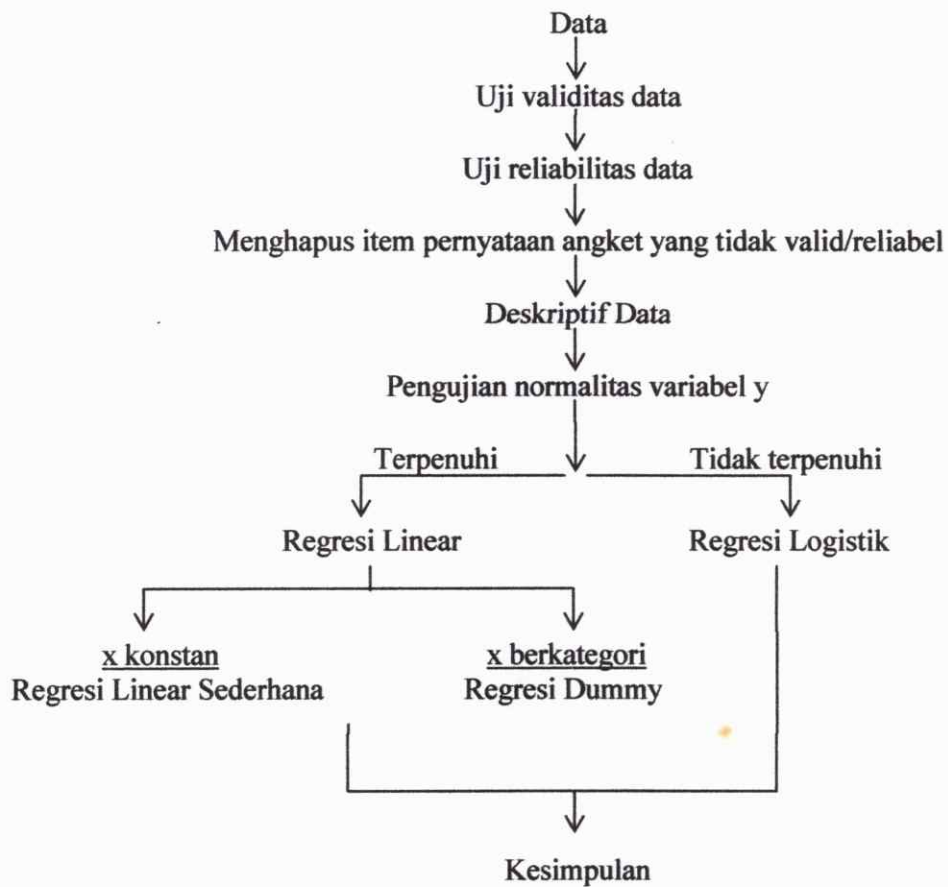 Data
Uji validitas data
Uji reliabilitas data
Menghapus item pernyataan angket yang tidak valid/reliabel
Deskriptif Data
Pengujian normalitas variabel y
Terpenuhi
Tidak terpenuhi
Regresi Linear
Regresi Logistik
x konstan
Regresi Linear Sederhana
x berkategori
Regresi Dummy
Kesimpulan